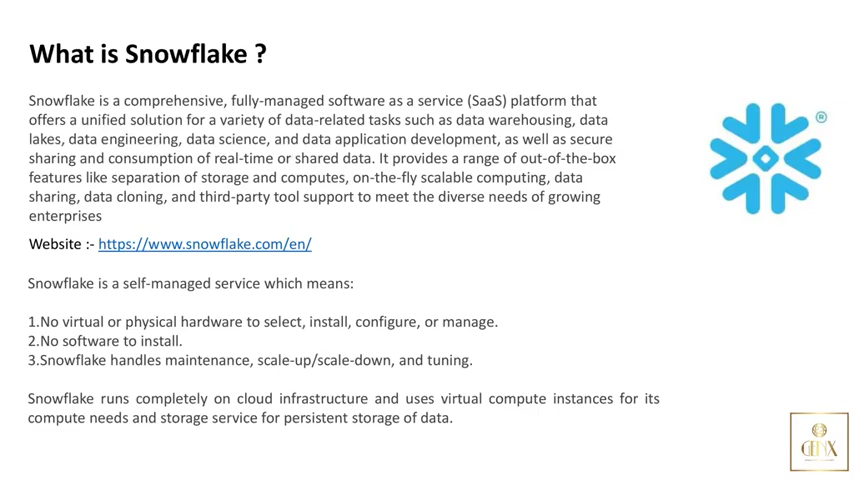 What is Snowflake ?
Snowflake is a comprehensive, fully-managed software as a service (SaaS) platform that
offers a unified solution for a variety of data-related tasks such as data warehousing, data
lakes, data engineering, data science, and data application development, as well as secure
sharing and consumption of real-time or shared data. It provides a range of out-of-the-box
features like separation of storage and computes, on-the-fly scalable computing, data
sharing, data cloning, and third-party tool support to meet the diverse needs of growing
enterprises
®
Website :- https://www.snowflake.com/en/
Snowflake is a self-managed service which means:
1.No virtual or physical hardware to select, install, configure, or manage.
2.No software to install.
3.Snowflake handles maintenance, scale-up/scale-down, and tuning.
Snowflake runs completely on cloud infrastructure and uses virtual compute instances for its
compute needs and storage service for persistent storage of data.